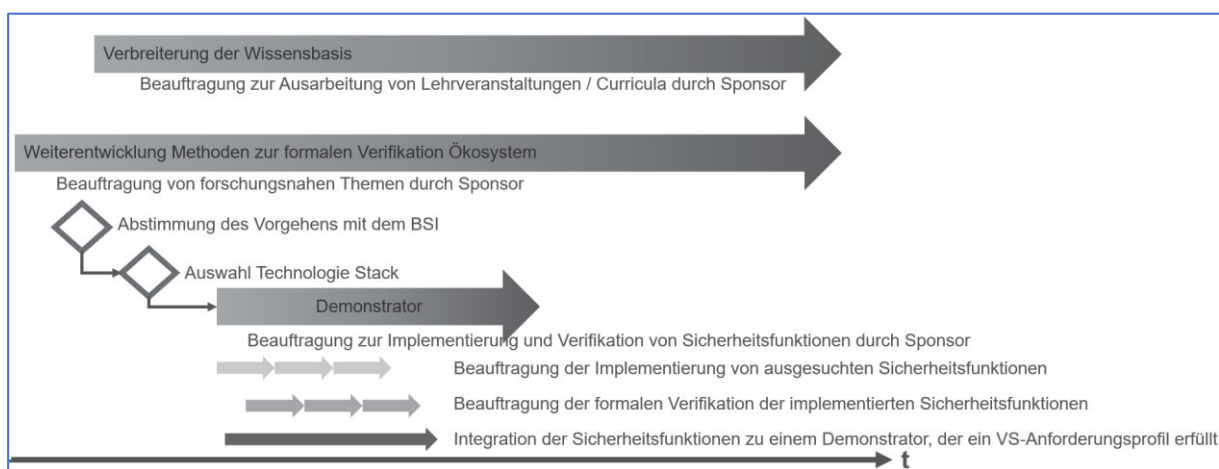 Verbreiterung der Wissensbasis
Beauftragung zur Ausarbeitung von Lehrveranstaltungen / Curricula durch Sponsor
Weiterentwicklung Methoden zur formalen Verifikation Ökosystem
Beauftragung von forschungsnahen Themen durch Sponsor
Abstimmung des Vorgehens mit dem BSI
Auswahl Technologie Stack
Demonstrator
Beauftragung zur Implementierung und Verifikation von Sicherheitsfunktionen durch Sponsor
Beauftragung der Implementierung von ausgesuchten Sicherheitsfunktionen
Beauftragung der formalen Verifikation der implementierten Sicherheitsfunktionen
Integration der Sicherheitsfunktionen zu einem Demonstrator, der ein VS-Anforderungsprofil erfüllt
t